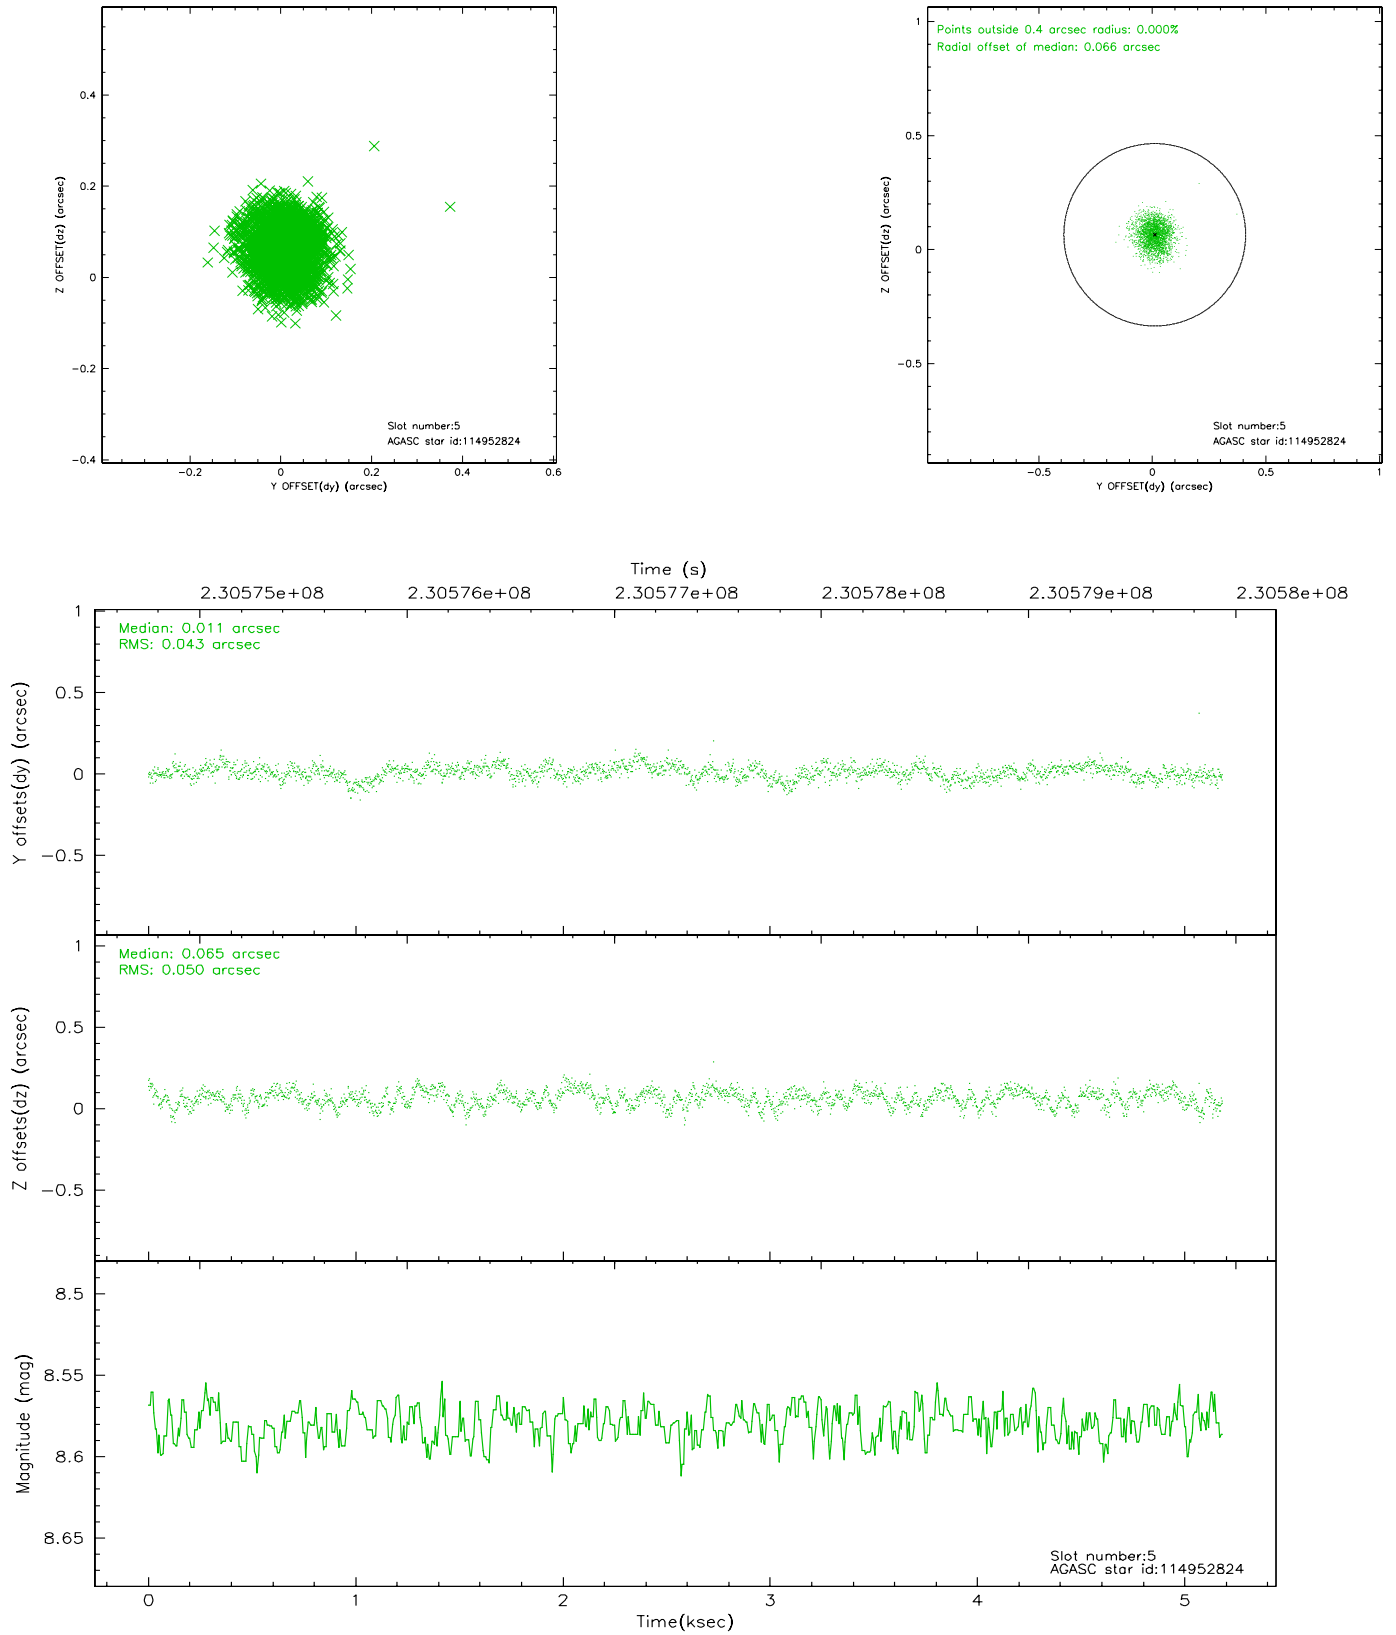 0.4
0.2
0
-0.2
-0.4
Z OFFSET(dz) (arcsec)
-0.2
0
0.2
0.4
0.6
Y OFFSET(dy) (arcsec)
Slot number:5
AGASC star id:114952824
Points outside 0.4 arcsec radius: 0.000%
Radial offset of median: 0.066 arcsec
1
0.5
0
-0.5
Z OFFSET(dz) (arcsec)
-0.5
0
0.5
1
Y OFFSET(dy) (arcsec)
Slot number:5
AGASC star id:114952824
Time (s)
2.30575e+08
2.30576e+08
2.30577e+08
2.30578e+08
2.30579e+08
2.3058e+08
Median: 0.011 arcsec
RMS: 0.043 arcsec
1
0.5
0
-0.5
Y offsets(dy) (arcsec)
Median: 0.065 arcsec
RMS: 0.050 arcsec
1
0.5
0
-0.5
Z offsets(dz) (arcsec)
8.5
8.55
8.6
8.65
Magnitude (mag)
Slot number:5
AGASC star id:114952824
0
1
2
3
4
5
Time(ksec)